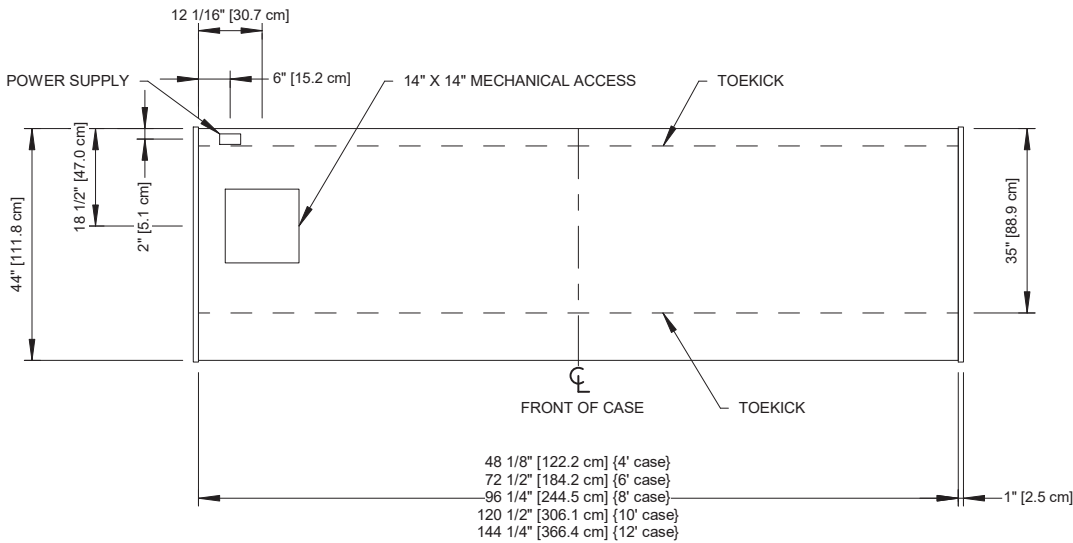 12 1/16" [30.7 cm]
POWER SUPPLY
6" [15.2 cm]
14" X 14" MECHANICAL ACCESS
TOEKICK
44" [111.8 cm]
18 1/2" [47.0 cm]
2" [5.1 cm]
35" [88.9 cm]
CL
FRONT OF CASE
TOEKICK
48 1/8" [122.2 cm] {4' case}
72 1/2" [184.2 cm] {6' case}
96 1/4" [244.5 cm] {8' case}
1" [2.5 cm]
120 1/2" [306.1 cm] {10' case}
144 1/4" [366.4 cm] {12' case}